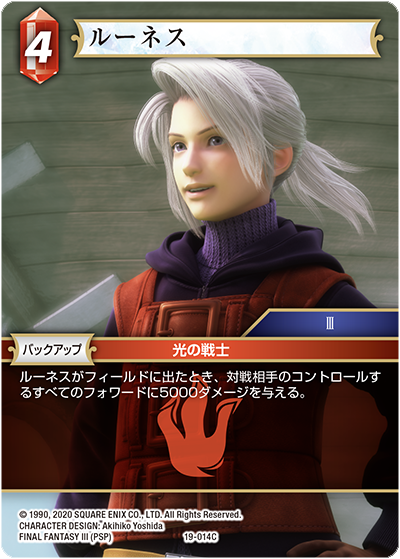 4
ルーネス
III
バックアップ
光の戦士
ルーネスがフィールドに出たとき、対戦相手のコントロールす
るすべてのフォワードに5000ダメージを与える。
© 1990, 2020 SQUARE ENIX CO., LTD. All Rights Reserved.
CHARACTER DESIGN: Akihiko Yoshida
FINAL FANTASY III (PSP)
19-014C